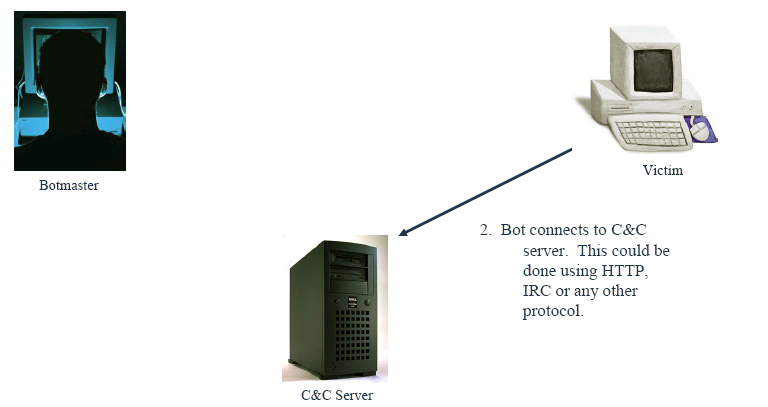 Botmaster
Victim
2. Bot connects to C&C
server. This could be
done using HTTP,
IRC or any other
protocol.
DELL
C&C Server